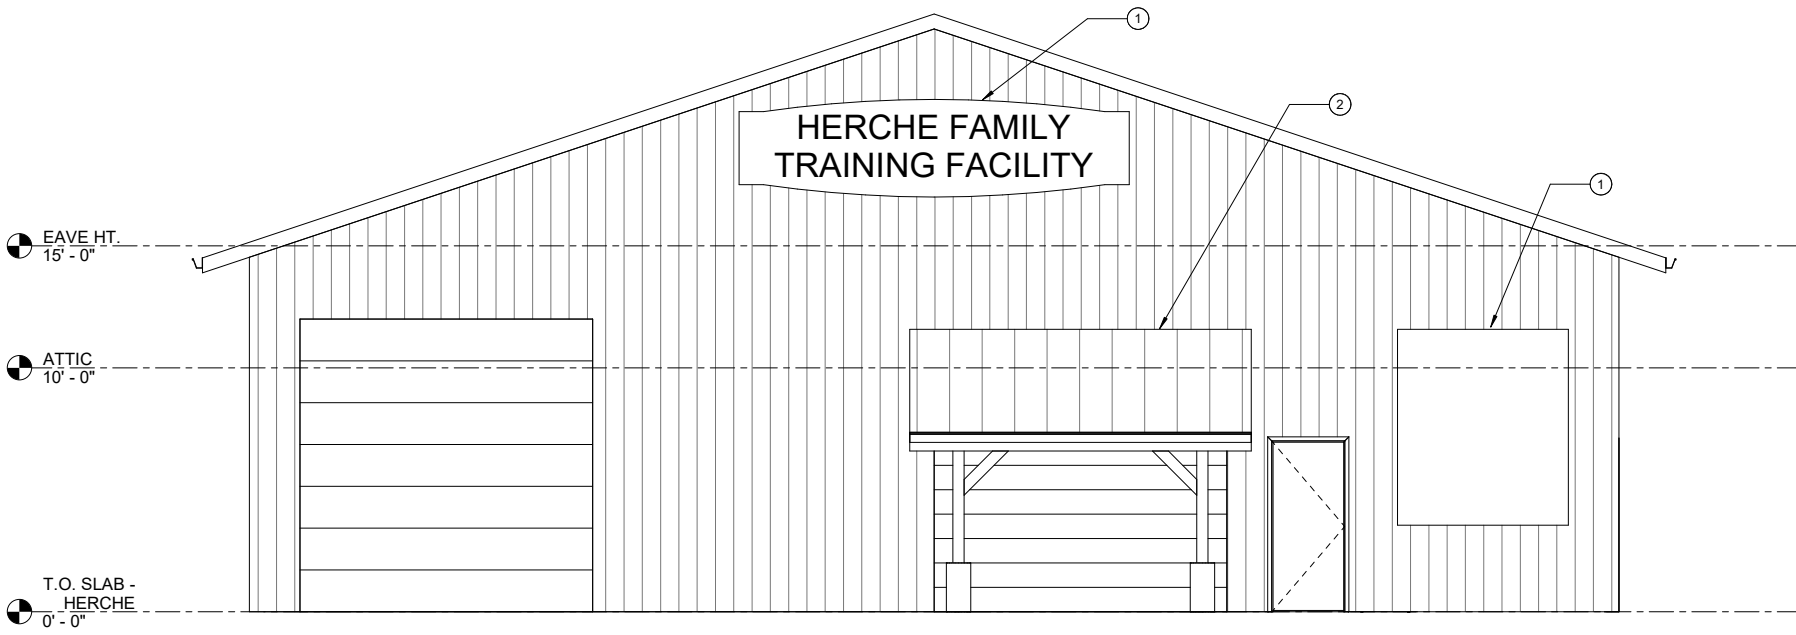 1
HERCHE FAMILY
TRAINING FACILITY
2
1
EAVE HT.
15' - 0"
ATTIC
10' - 0"
T.O. SLAB -
HERCHE
0' - 0"